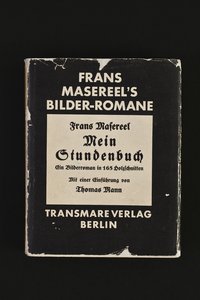 FRANS
MASEREEL'S
BILDER-ROMANE
Frans Masereel
Mein
Stundenbuch
Ein Bilderroman in 165 Holzschnitten
Mit einer Einführung von
Thomas Mann
TRANSMARE VERLAG
BERLIN